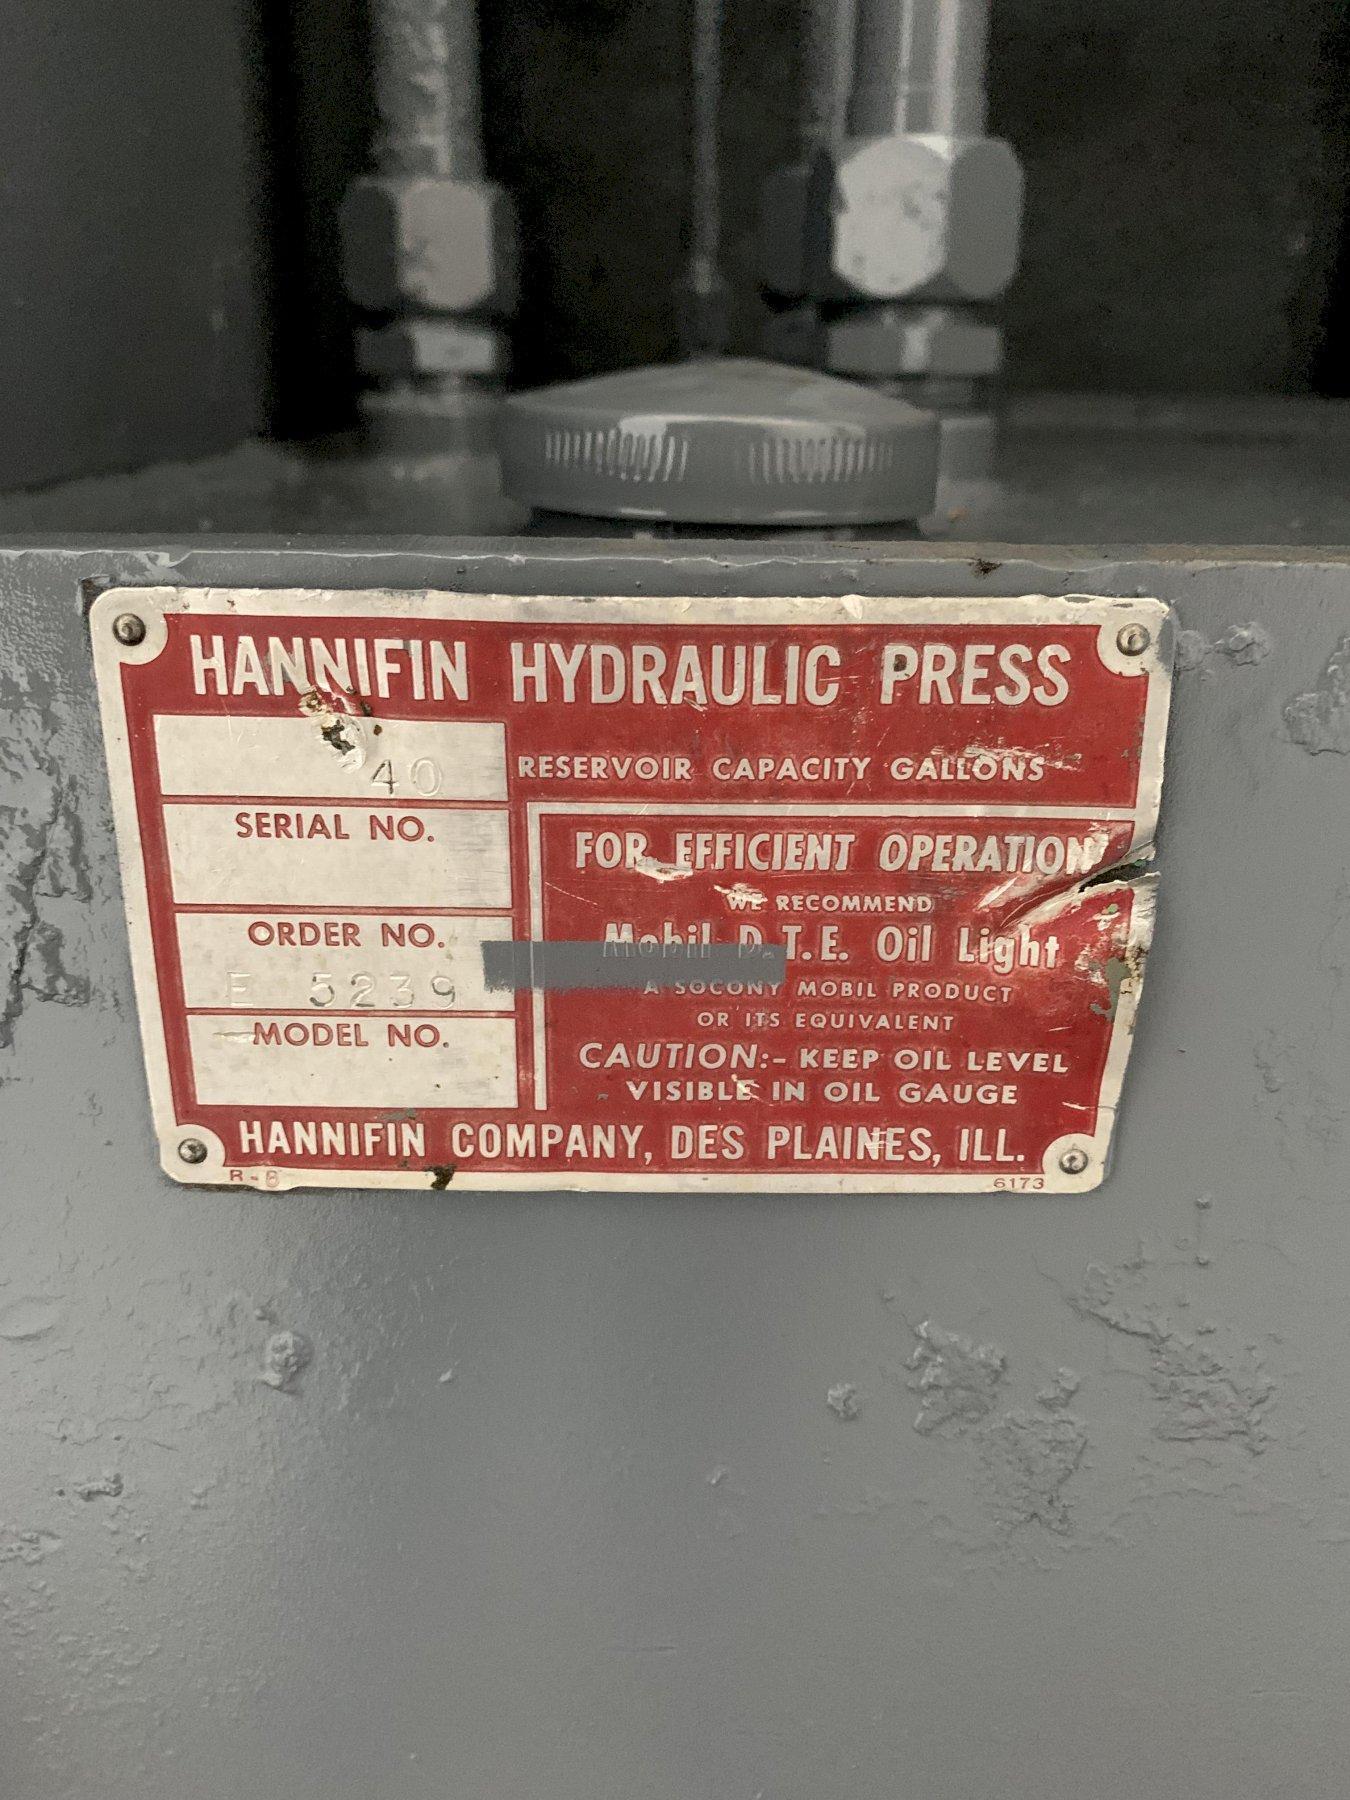 HANNIFIN HYDRAULIC PRESS
40 RESERVOIR CAPACITY GALLONS
SERIAL NO.
ORDER NO.
E 5239
MODEL NO.
FOR EFFICIENT OPERATION
WE RECOMMEND
Mobil D.T.E. Oil Light
A SOCONY MOBIL PRODUCT
OR ITS EQUIVALENT
CAUTION:- KEEP OIL LEVEL
VISIBLE IN OIL GAUGE
HANNIFIN COMPANY, DES PLAINES, ILL.
R-8 6173